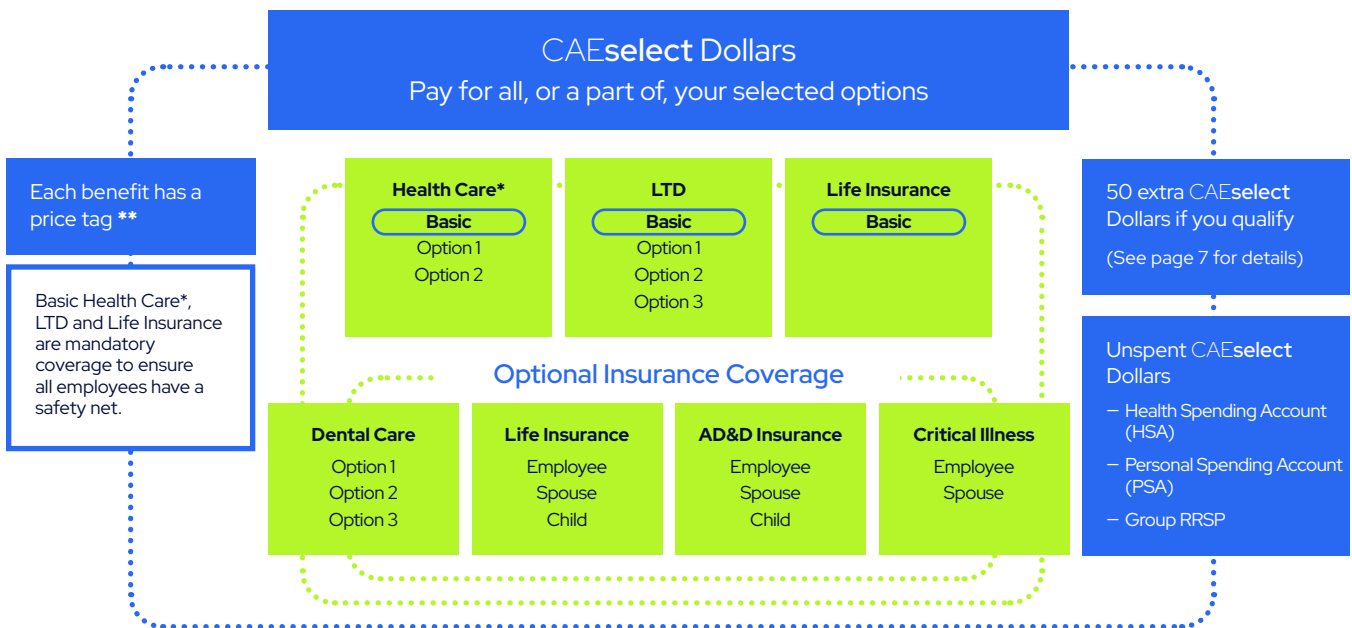 CAEselect Dollars
Pay for all, or a part of, your selected options
Each benefit has a
price tag **
Basic Health Care*,
LTD and Life Insurance
are mandatory
coverage to ensure
all employees have a
safety net.
Health Care*
Basic
Option 1
Option 2
LTD
Basic
Option 1
Option 2
Option 3
Life Insurance
Basic
Optional Insurance Coverage
Dental Care
Option 1
Option 2
Option 3
Life Insurance
Employee
Spouse
Child
AD&D Insurance
Employee
Spouse
Child
Critical Illness
Employee
Spouse
50 extra CAEselect
Dollars if you qualify
(See page 7 for details)
Unspent CAEselect
Dollars
– Health Spending Account
(HSA)
– Personal Spending Account
(PSA)
– Group RRSP